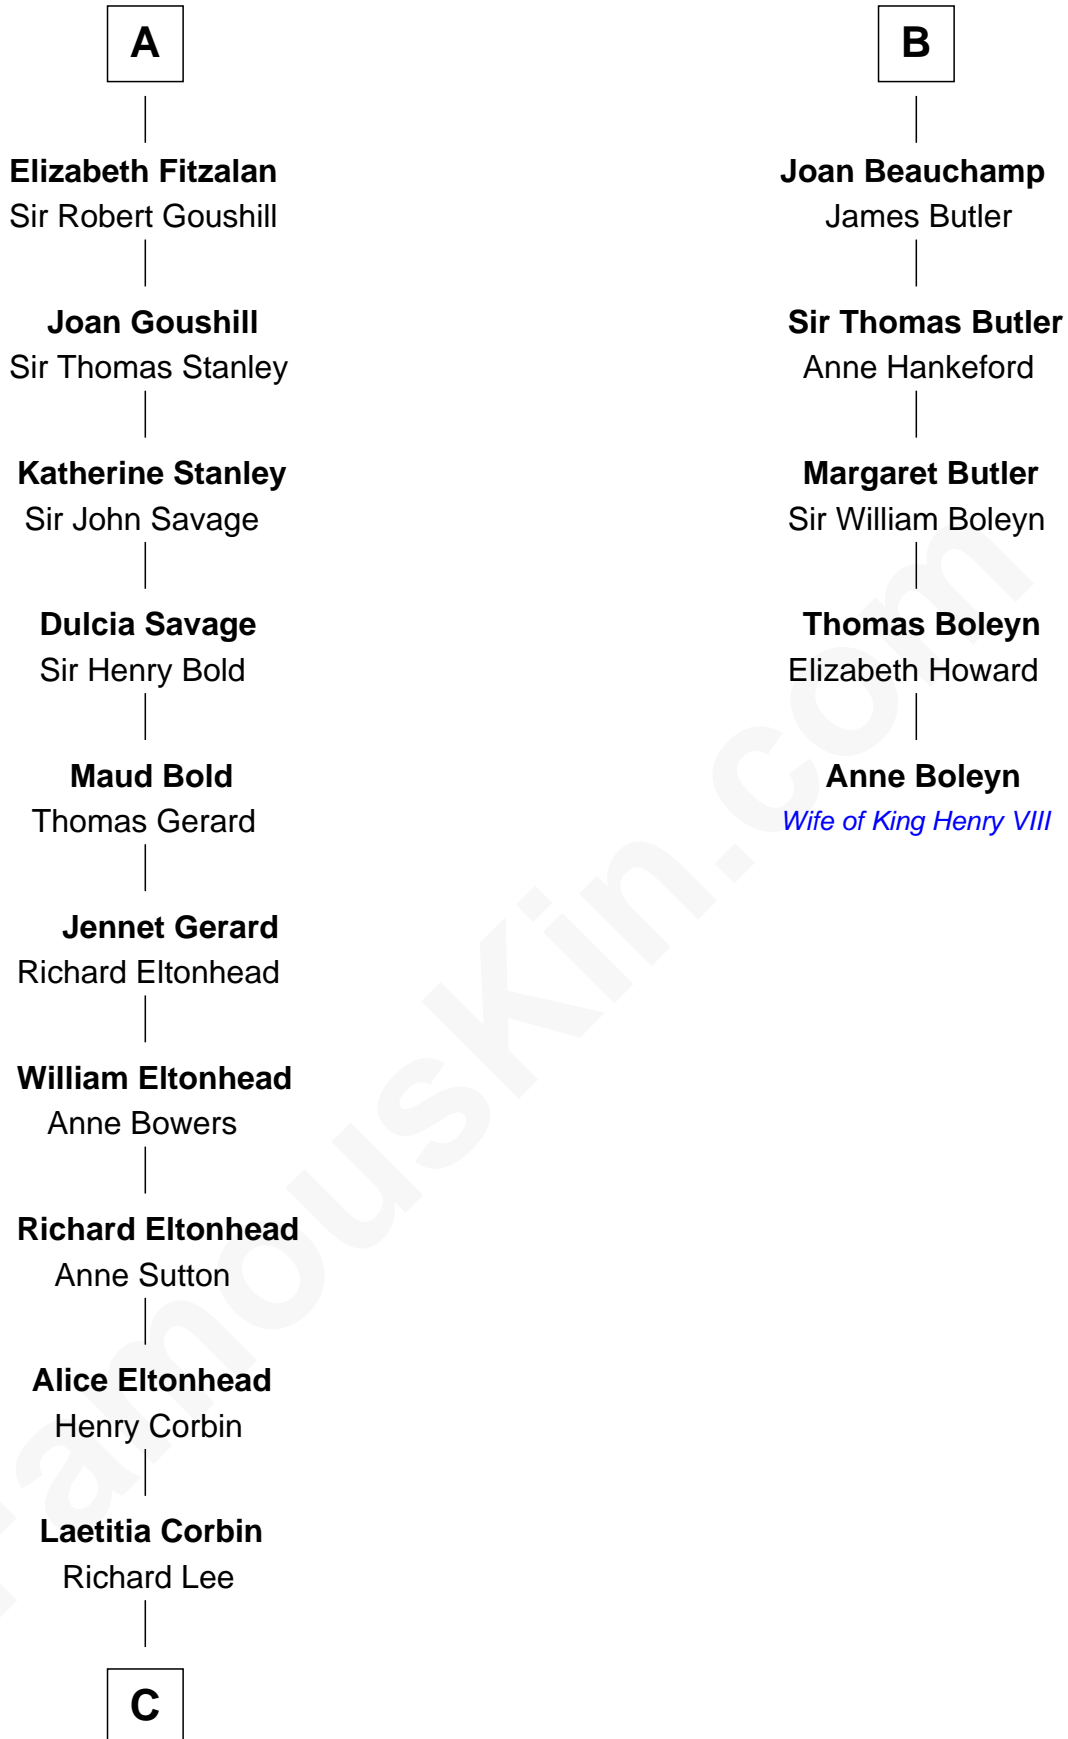 A
Elizabeth Fitzalan
Sir Robert Goushill
Joan Goushill
Sir Thomas Stanley
Katherine Stanley
Sir John Savage
Dulcia Savage
Sir Henry Bold
Maud Bold
Thomas Gerard
Jennet Gerard
Richard Eltonhead
William Eltonhead
Anne Bowers
Richard Eltonhead
Anne Sutton
Alice Eltonhead
Henry Corbin
Laetitia Corbin
Richard Lee
C
B
Joan Beauchamp
James Butler
Sir Thomas Butler
Anne Hankeford
Margaret Butler
Sir William Boleyn
Thomas Boleyn
Elizabeth Howard
Anne Boleyn
Wife of King Henry VIII
FamousKin.com